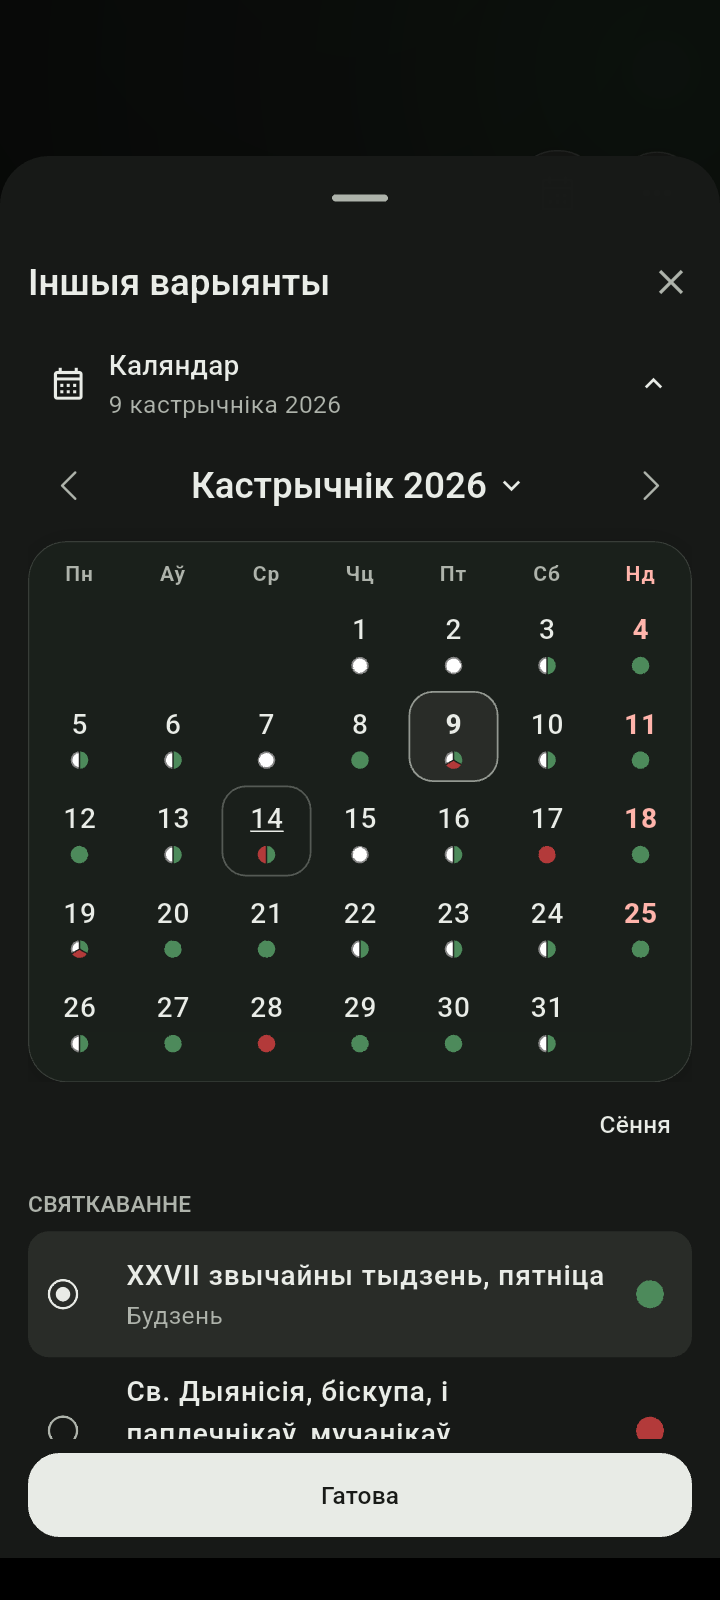 Іншыя варыянты
Каляндар
9 кастрычніка 2026
Кастрычнік 2026
Пн Аў Ср Чц Пт Сб Нд
1 2 3 4
5 6 7 8 9 10 11
12 13 14 15 16 17 18
19 20 21 22 23 24 25
26 27 28 29 30 31
Сёння
СВЯТКАВАННЕ
XXVII звычайны тыдзень, пятніца
Будзень
Св. Дыянісія, біскупа, і
паплечнікаў, мучанікаў
Гатова